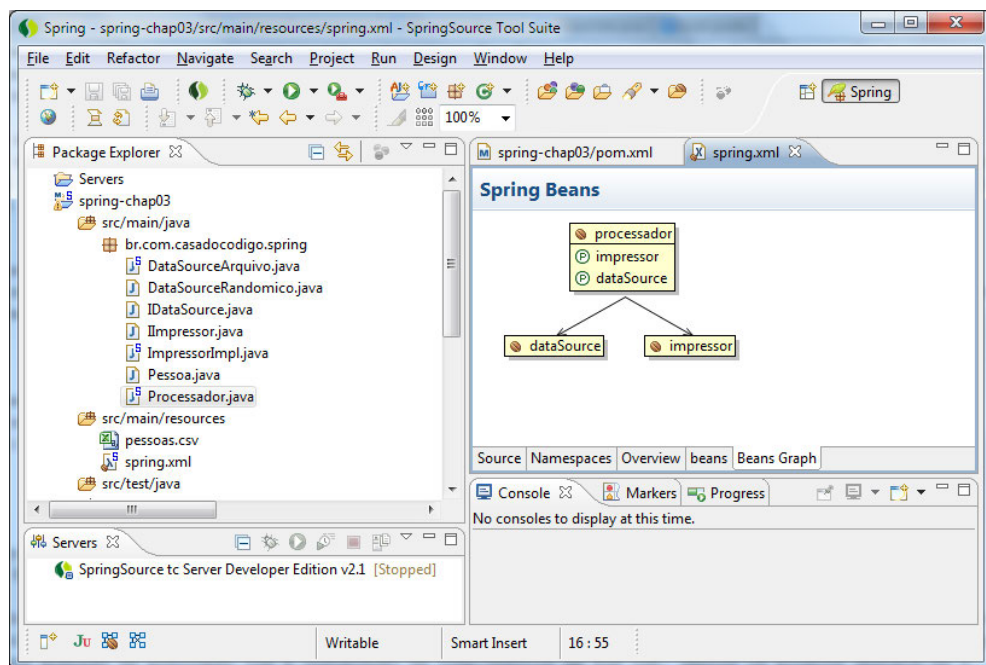 Spring - spring-chap03/src/main/resources/spring.xml - SpringSource Tool Suite
File Edit Refactor Navigate Search Project Run Design Window Help
Spring
100%
Package Explorer
Servers
spring-chap03
src/main/java
br.com.casadocodigo.spring
DataSourceArquivo.java
DataSourceRandomico.java
IDataSource.java
IImpressor.java
ImpressorImpl.java
Pessoa.java
Processador.java
src/main/resources
pessoas.csv
spring.xml
src/test/java
Servers
SpringSource tc Server Developer Edition v2.1 [Stopped]
spring-chap03/pom.xml spring.xml
Spring Beans
processador
impressor
dataSource
dataSource impressor
Source Namespaces Overview beans Beans Graph
Console Markers Progress
No consoles to display at this time.
Ju Writable Smart Insert 16 : 55